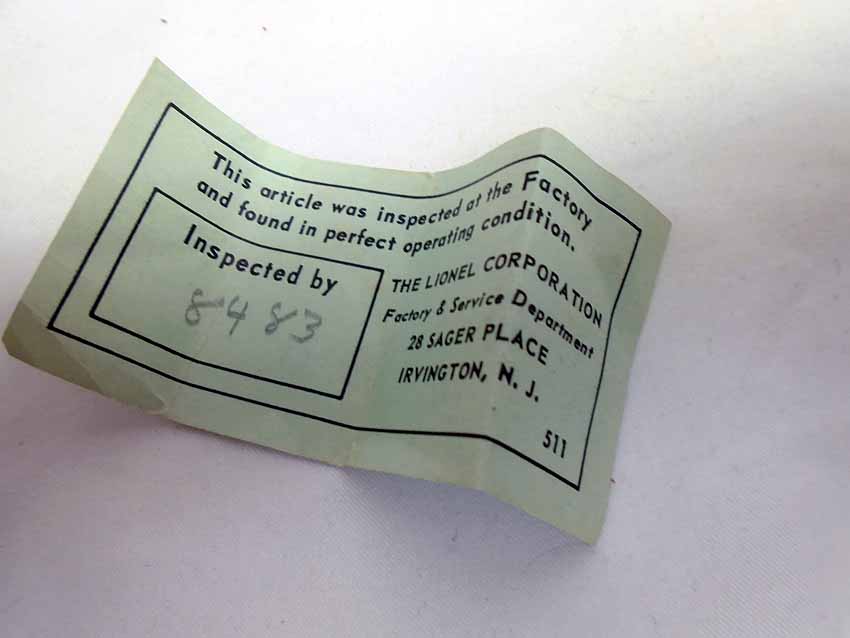 This article was inspected at the Factory
and found in perfect operating condition.
Inspected by
8483
THE LIONEL CORPORATION
Factory & Service Department
28 SAGER PLACE
IRVINGTON, N. J.
511